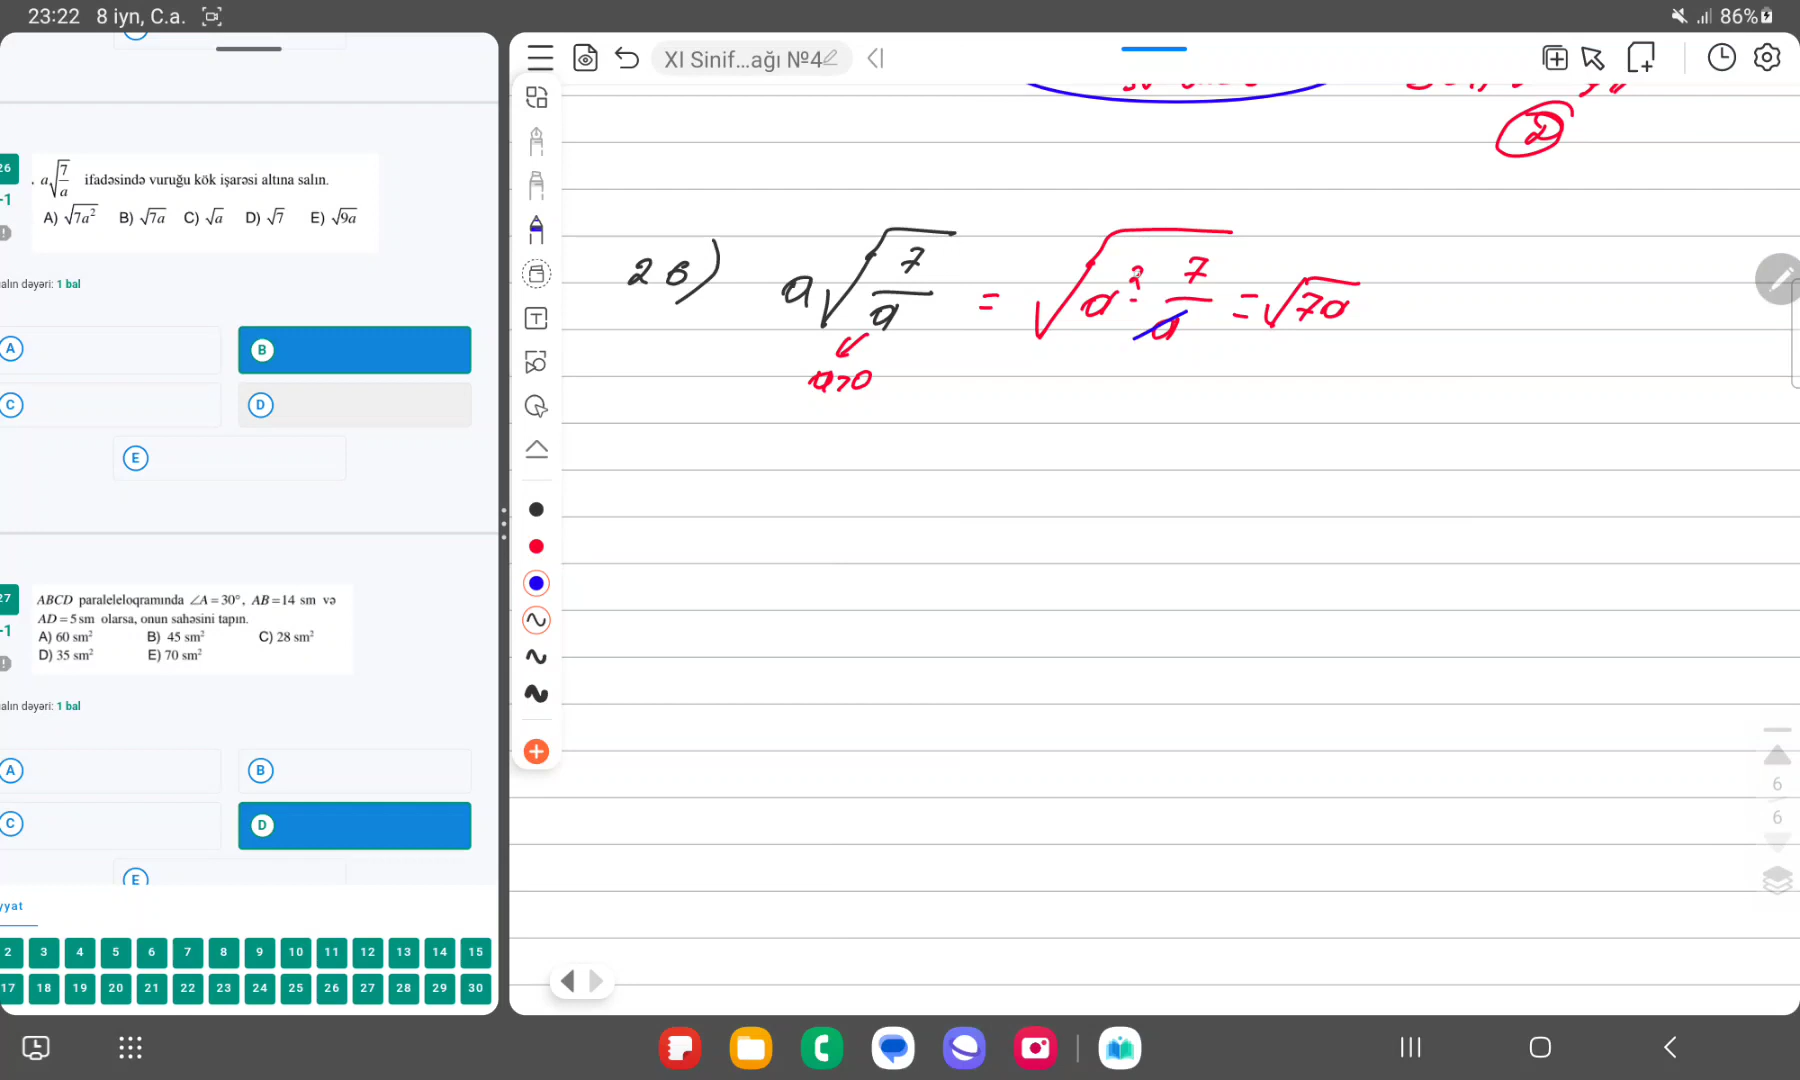 23:22 8 iyn, C.a.
86%
26
-1
. a√(7/a) ifadəsində vuruğu kök işarəsi altına salın.
A) √7a² B) √7a C) √a D) √7 E) √9a
alın dəyəri: 1 bal
A
B
C
D
E
27
-1
ABCD paraleleloqramında ∠A = 30°, AB = 14 sm və
AD = 5 sm olarsa, onun sahəsini tapın.
A) 60 sm² B) 45 sm² C) 28 sm²
D) 35 sm² E) 70 sm²
alın dəyəri: 1 bal
A
B
C
D
E
yyat
2 3 4 5 6 7 8 9 10 11 12 13 14 15
17 18 19 20 21 22 23 24 25 26 27 28 29 30
XI Sinif...ağı №4
26) a√(7/a) = √(a² · 7/a) = √7a
a>0
6
6